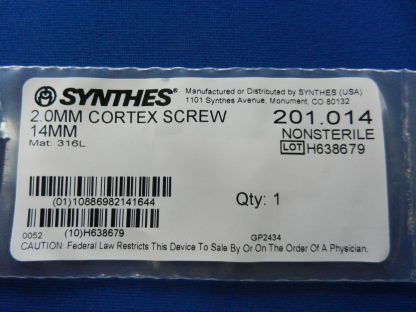 SYNTHES®
Manufactured or Distributed by SYNTHES (USA)
1101 Synthes Avenue, Monument, CO 80132
2.0MM CORTEX SCREW
14MM
Mat: 316L
201.014
NONSTERILE
LOT H638679
(01)10886982141644
Qty: 1
(10)H638679
0052
GP2434
CAUTION: Federal Law Restricts This Device To Sale By Or On The Order Of A Physician.